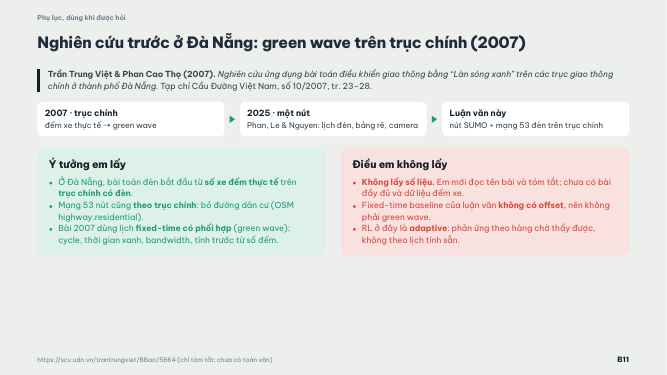 Phụ lục, dùng khi được hỏi
Nghiên cứu trước ở Đà Nẵng: green wave trên trục chính (2007)
Trần Trung Việt & Phan Cao Thọ (2007). Nghiên cứu ứng dụng bài toán điều khiển giao thông bằng “Làn sóng xanh” trên các trục giao thông
chính ở thành phố Đà Nẵng. Tạp chí Cầu Đường Việt Nam, số 10/2007, tr. 23–28.
2007 · trục chính
đếm xe thực tế → green wave
2025 · một nút
Phan, Le & Nguyen: lịch đèn, bảng rẽ, camera
Luận văn này
nút SUMO + mạng 53 đèn trên trục chính
Ý tưởng em lấy
• Ở Đà Nẵng, bài toán đèn bắt đầu từ số xe đếm thực tế trên
trục chính có đèn.
• Mạng 53 nút cũng theo trục chính: bỏ đường dân cư (OSM
highway.residential).
• Bài 2007 dùng lịch fixed-time có phối hợp (green wave):
cycle, thời gian xanh, bandwidth, tính trước từ số đếm.
Điều em không lấy
• Không lấy số liệu. Em mới đọc tên bài và tóm tắt; chưa có bài
đầy đủ và dữ liệu đếm xe.
• Fixed-time baseline của luận văn không có offset, nên không
phải green wave.
• RL ở đây là adaptive: phản ứng theo hàng chờ thấy được,
không theo lịch tính sẵn.
https://scv.udn.vn/trantrungviet/BBao/5864 (chỉ tóm tắt; chưa có toàn văn)
B11